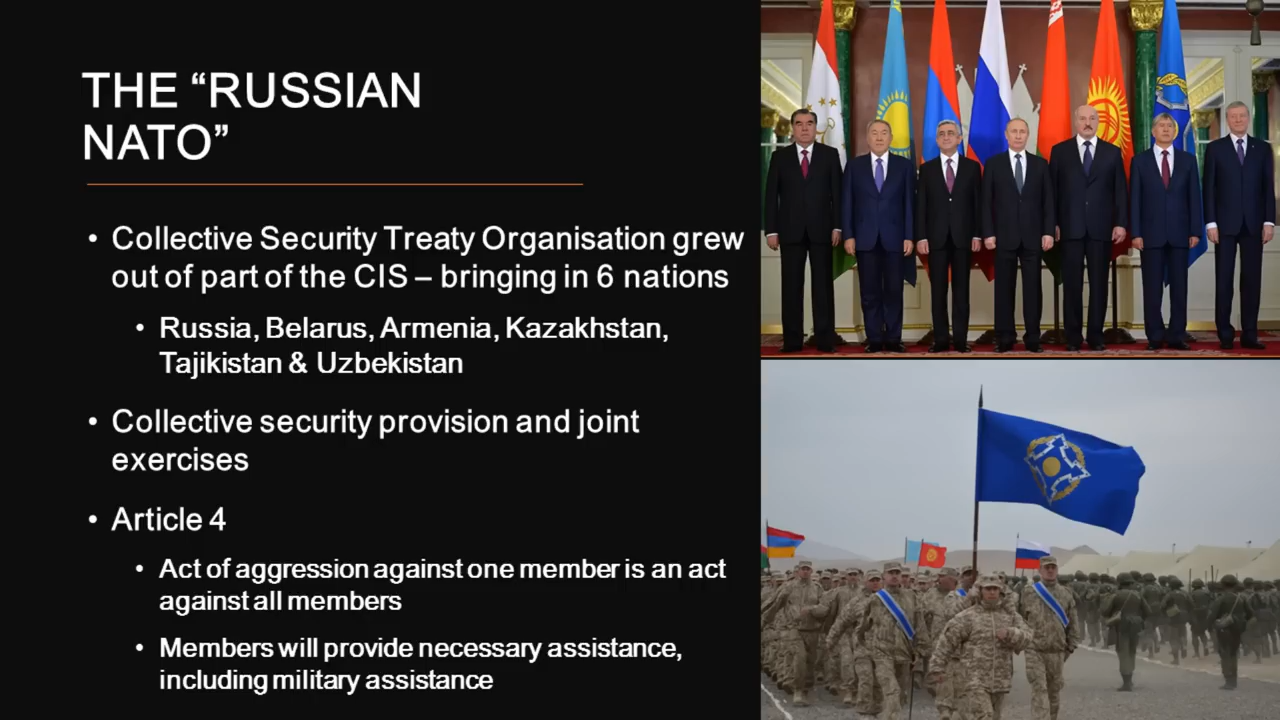 THE “RUSSIAN
NATO”
• Collective Security Treaty Organisation grew
out of part of the CIS – bringing in 6 nations
• Russia, Belarus, Armenia, Kazakhstan,
Tajikistan & Uzbekistan
• Collective security provision and joint
exercises
• Article 4
• Act of aggression against one member is an act
against all members
• Members will provide necessary assistance,
including military assistance